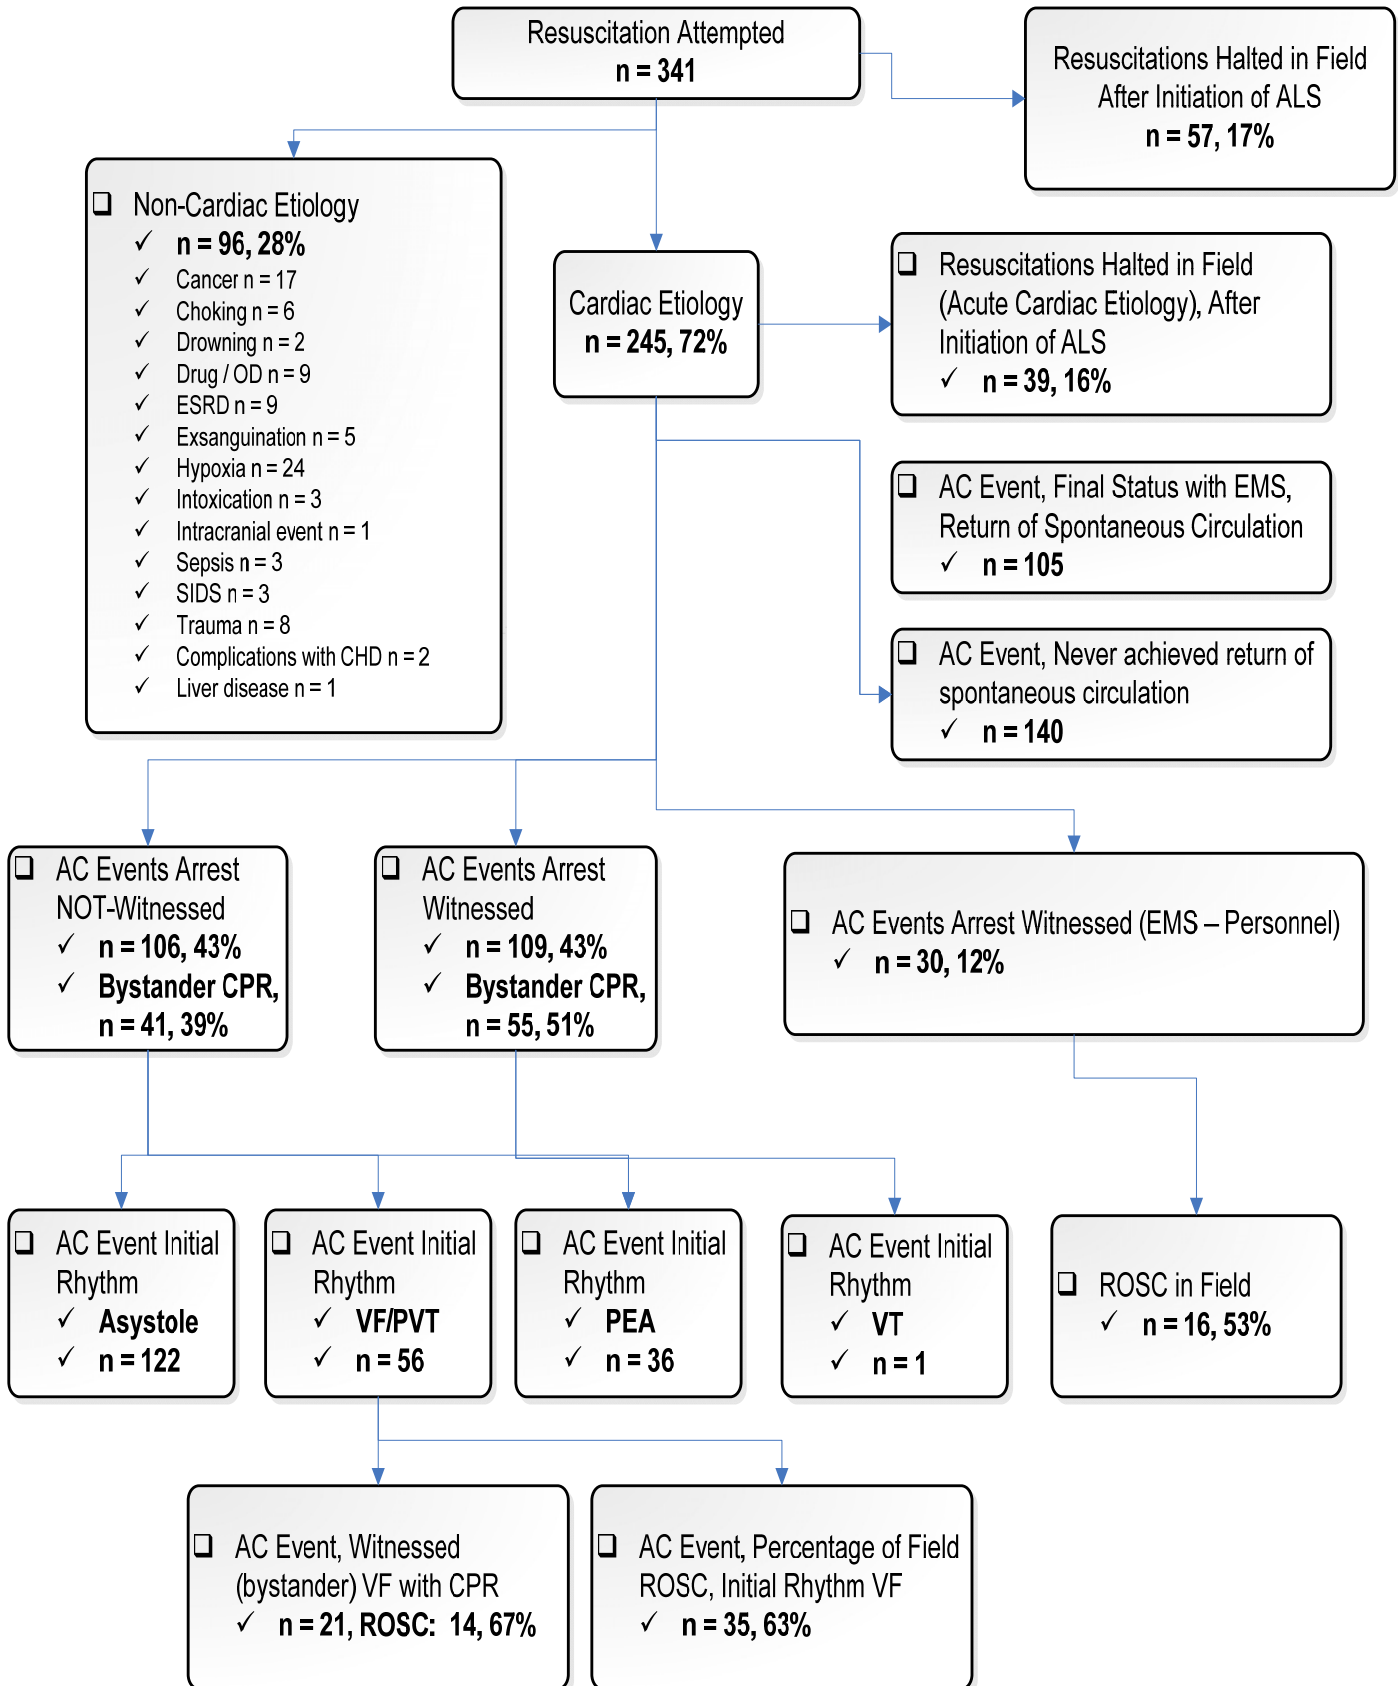 Resuscitation Attempted
n = 341
Resuscitations Halted in Field
After Initiation of ALS
n = 57, 17%
❑ Non-Cardiac Etiology
✓ n = 96, 28%
✓ Cancer n = 17
✓ Choking n = 6
✓ Drowning n = 2
✓ Drug / OD n = 9
✓ ESRD n = 9
✓ Exsanguination n = 5
✓ Hypoxia n = 24
✓ Intoxication n = 3
✓ Intracranial event n = 1
✓ Sepsis n = 3
✓ SIDS n = 3
✓ Trauma n = 8
✓ Complications with CHD n = 2
✓ Liver disease n = 1
Cardiac Etiology
n = 245, 72%
❑ Resuscitations Halted in Field
(Acute Cardiac Etiology), After
Initiation of ALS
✓ n = 39, 16%
❑ AC Event, Final Status with EMS,
Return of Spontaneous Circulation
✓ n = 105
❑ AC Event, Never achieved return of
spontaneous circulation
✓ n = 140
❑ AC Events Arrest
NOT-Witnessed
✓ n = 106, 43%
✓ Bystander CPR,
n = 41, 39%
❑ AC Events Arrest
Witnessed
✓ n = 109, 43%
✓ Bystander CPR,
n = 55, 51%
❑ AC Events Arrest Witnessed (EMS – Personnel)
✓ n = 30, 12%
❑ AC Event Initial
Rhythm
✓ Asystole
✓ n = 122
❑ AC Event Initial
Rhythm
✓ VF/PVT
✓ n = 56
❑ AC Event Initial
Rhythm
✓ PEA
✓ n = 36
❑ AC Event Initial
Rhythm
✓ VT
✓ n = 1
❑ ROSC in Field
✓ n = 16, 53%
❑ AC Event, Witnessed
(bystander) VF with CPR
✓ n = 21, ROSC: 14, 67%
❑ AC Event, Percentage of Field
ROSC, Initial Rhythm VF
✓ n = 35, 63%